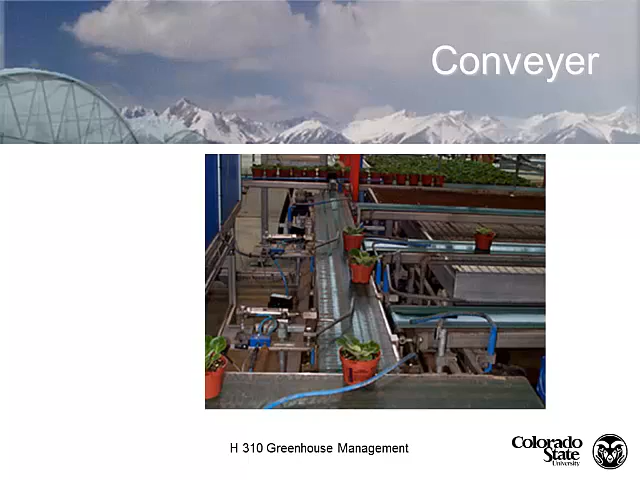 Conveyer
H 310 Greenhouse Management
Colorado
State
University